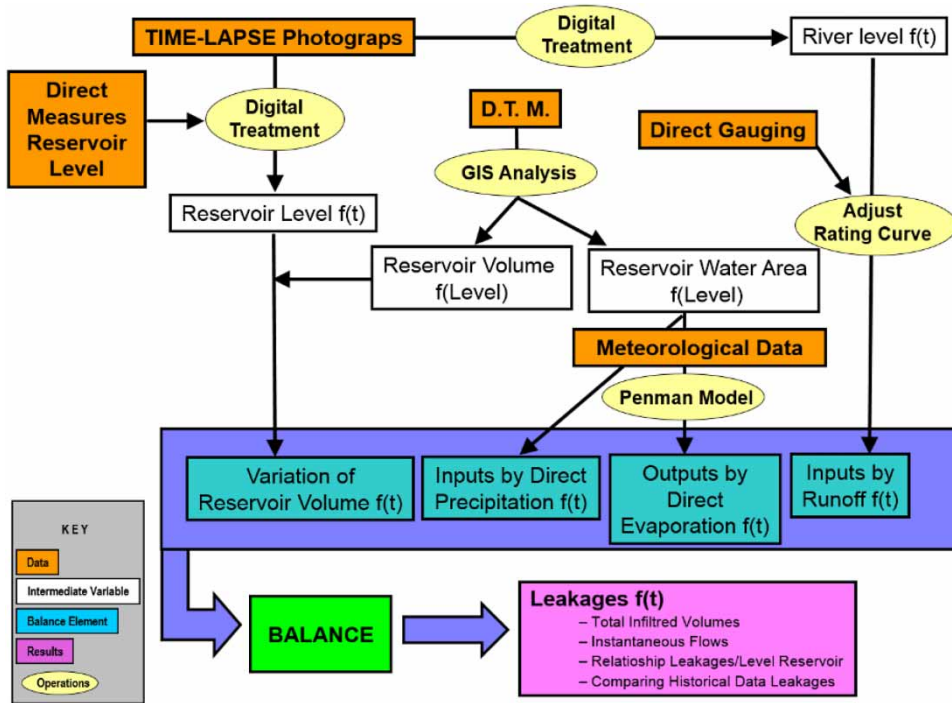 TIME-LAPSE Photograps
Digital
Treatment
River level f(t)
Direct
Measures
Reservoir
Level
Digital
Treatment
D.T. M.
Direct Gauging
GIS Analysis
Reservoir Level f(t)
Adjust
Rating Curve
Reservoir Volume
f(Level)
Reservoir Water Area
f(Level)
Meteorological Data
Penman Model
Variation of
Reservoir Volume f(t)
Inputs by Direct
Precipitation f(t)
Outputs by
Direct
Evaporation f(t)
Inputs by
Runoff f(t)
KEY
Data
Intermediate Variable
Balance Element
Results
Operations
BALANCE
Leakages f(t)
– Total Infiltred Volumes
– Instantaneous Flows
– Relatioship Leakages/Level Reservoir
– Comparing Historical Data Leakages